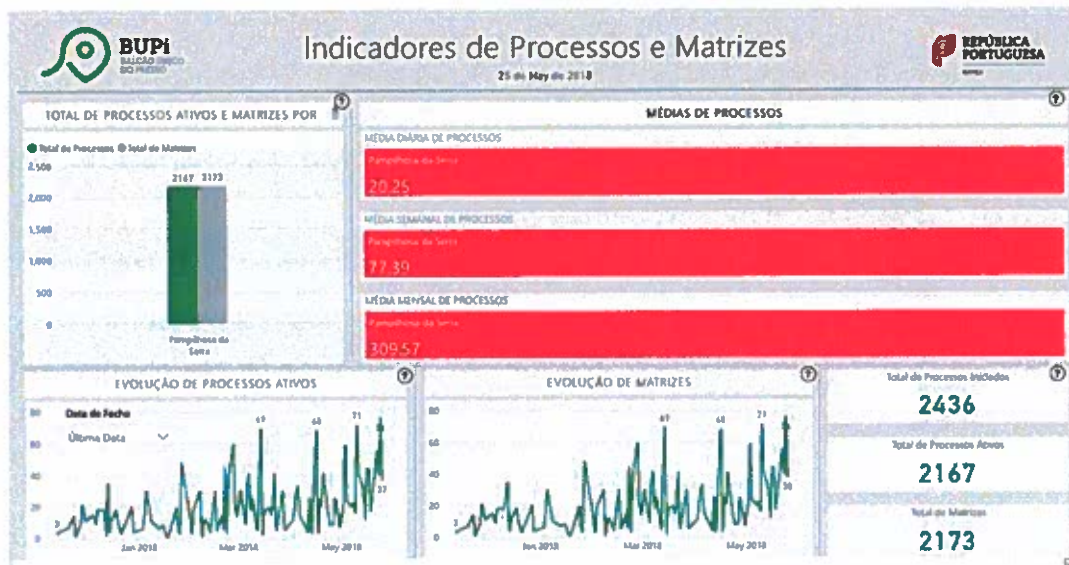 BUPi
BALCÃO ÚNICO
DO PRÉDIO
Indicadores de Processos e Matrizes
25 de May de 2018
REPÚBLICA
PORTUGUESA
TOTAL DE PROCESSOS ATIVOS E MATRIZES POR
Total de Processos Total de Matrizes
2,500
2,000
1,500
1,000
500
0
2167 2173
Pampilhosa da
Serra
MÉDIAS DE PROCESSOS
MÉDIA DIÁRIA DE PROCESSOS
Pampilhosa da Serra
20.25
MÉDIA SEMANAL DE PROCESSOS
Pampilhosa da Serra
77.39
MÉDIA MENSAL DE PROCESSOS
Pampilhosa da Serra
309.57
EVOLUÇÃO DE PROCESSOS ATIVOS
Data de Fecho
Última Data
80
60
40
20
0
69
68
71
37
Jan 2018
Mar 2018
May 2018
EVOLUÇÃO DE MATRIZES
80
60
40
20
0
69
68
71
Jan 2018
Mar 2018
May 2018
Total de Processos Iniciados
2436
Total de Processos Ativos
2167
Total de Matrizes
2173